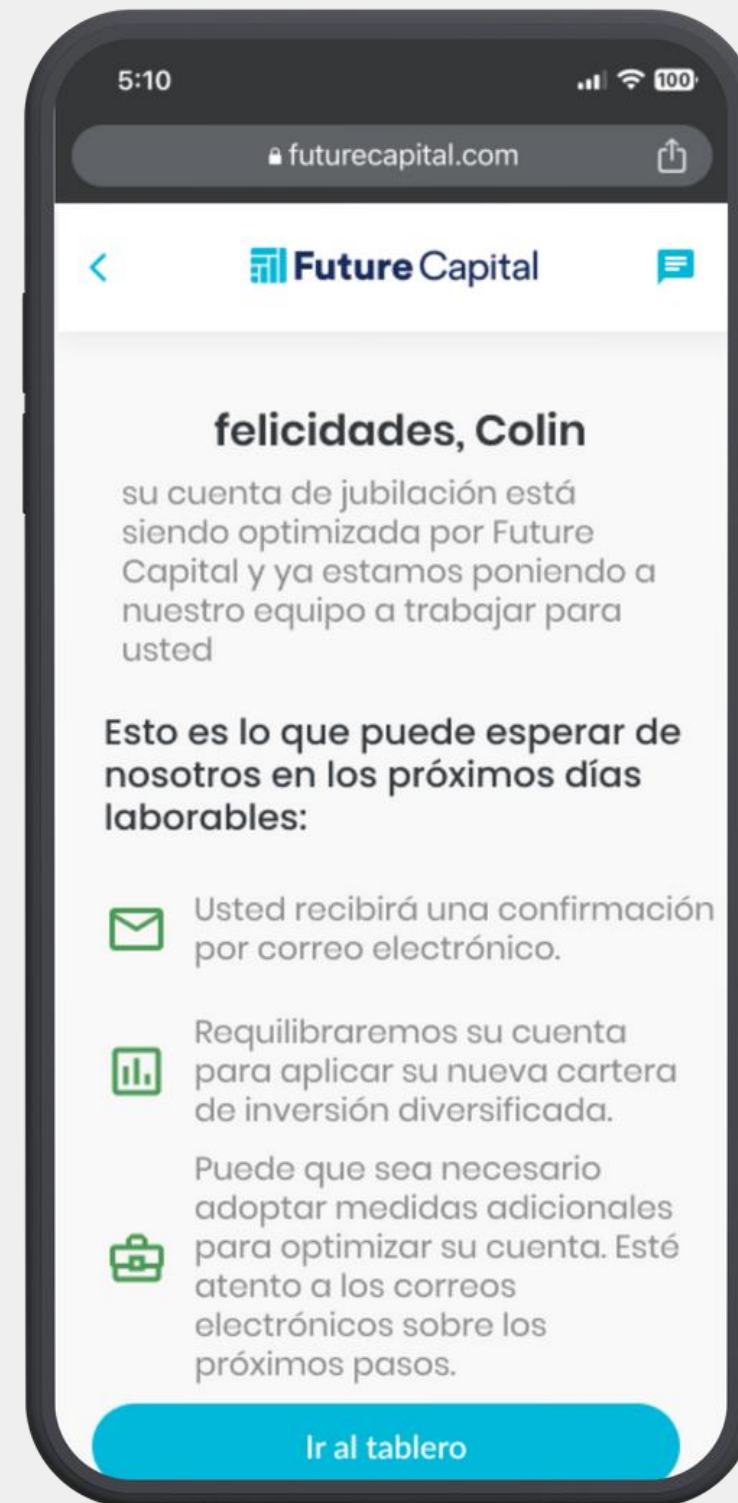 5:10
100
futurecapital.com
Future Capital
felicidades, Colin
su cuenta de jubilación está
siendo optimizada por Future
Capital y ya estamos poniendo a
nuestro equipo a trabajar para
usted
Esto es lo que puede esperar de
nosotros en los próximos días
laborables:
Usted recibirá una confirmación
por correo electrónico.
Requilibraremos su cuenta
para aplicar su nueva cartera
de inversión diversificada.
Puede que sea necesario
adoptar medidas adicionales
para optimizar su cuenta. Esté
atento a los correos
electrónicos sobre los
próximos pasos.
Ir al tablero